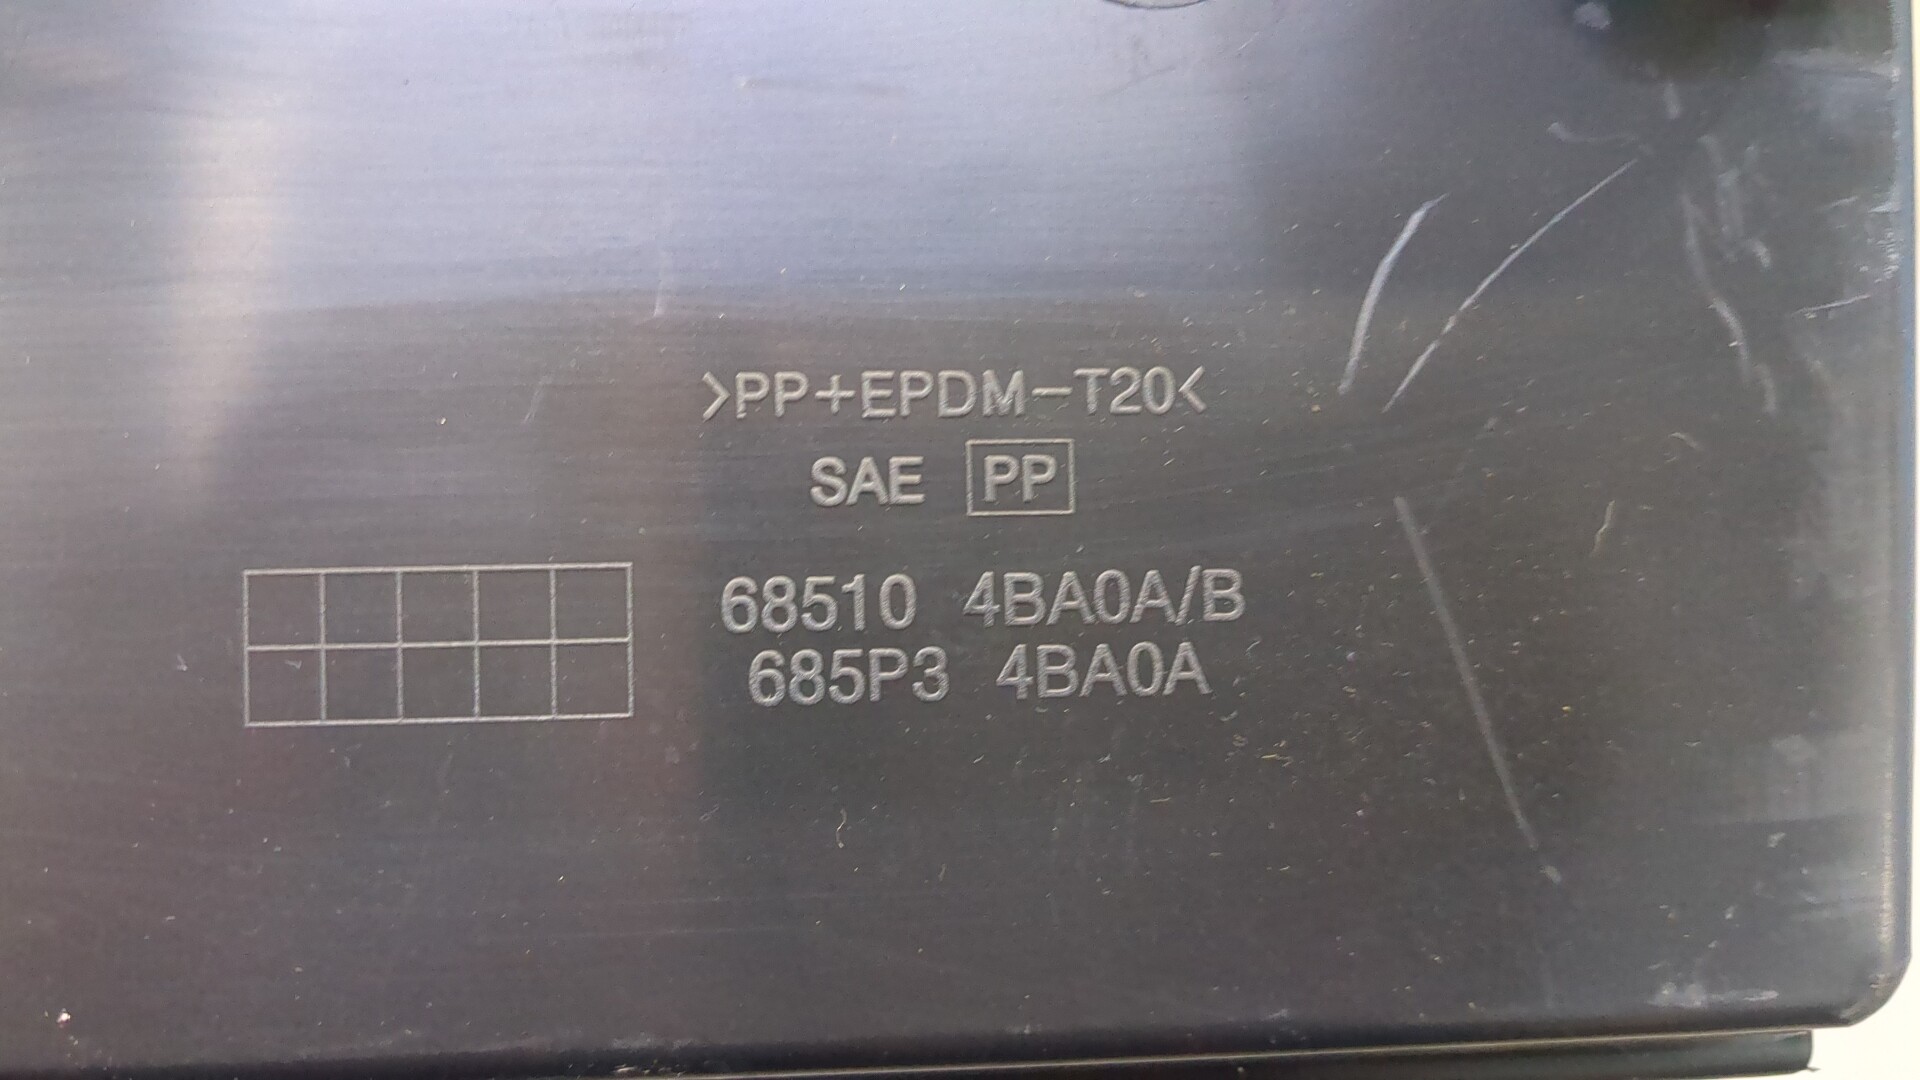 >PP+EPDM-T20<
SAE PP
68510 4BA0A/B
685P3 4BA0A